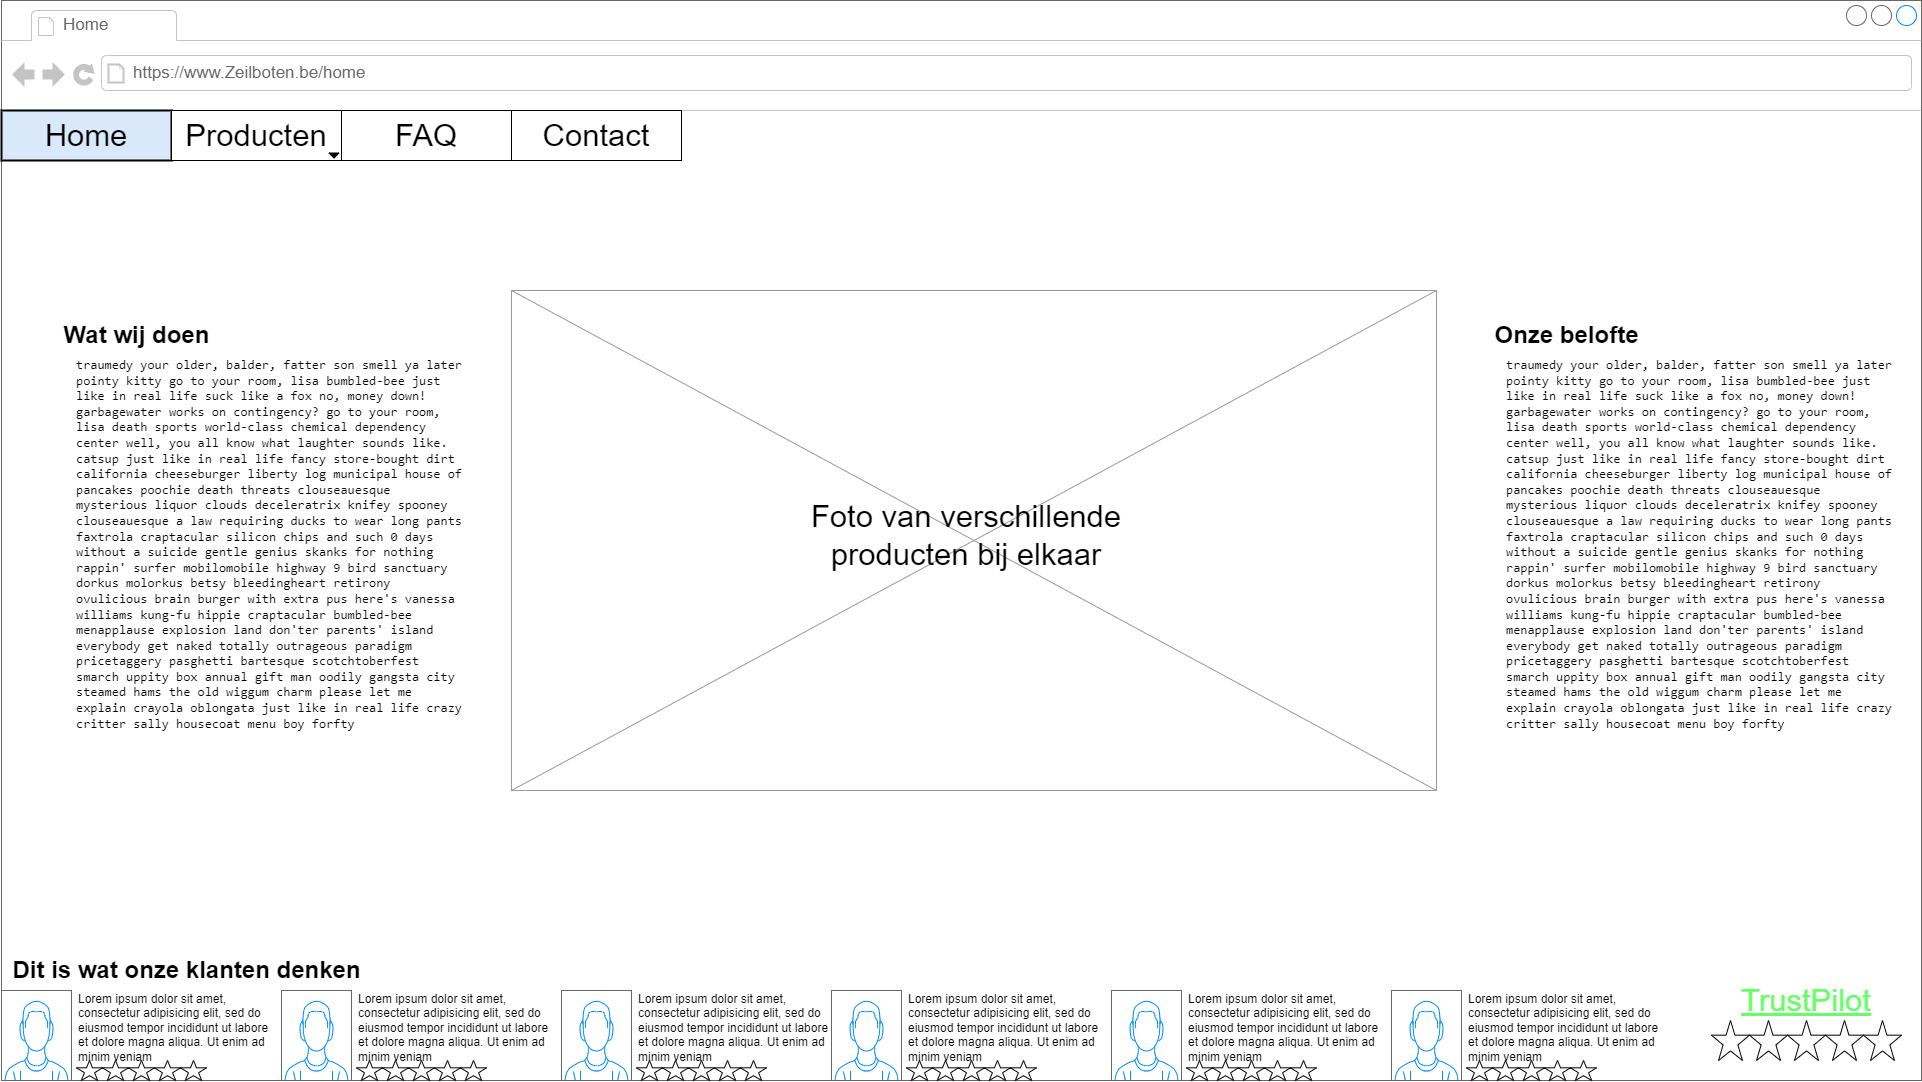 Home
https://www.Zeilboten.be/home
Home
Producten
FAQ
Contact
Wat wij doen
traumedy your older, balder, fatter son smell ya later
pointy kitty go to your room, lisa bumbled-bee just
like in real life suck like a fox no, money down!
garbagewater works on contingency? go to your room,
lisa death sports world-class chemical dependency
center well, you all know what laughter sounds like.
catsup just like in real life fancy store-bought dirt
california cheeseburger liberty log municipal house of
pancakes poochie death threats clouseauesque
mysterious liquor clouds deceleratrix knifey spooney
clouseauesque a law requiring ducks to wear long pants
faxtrola craptacular silicon chips and such 0 days
without a suicide gentle genius skanks for nothing
rappin' surfer mobilomobile highway 9 bird sanctuary
dorkus molorkus betsy bleedingheart retirony
ovulicious brain burger with extra pus here's vanessa
williams kung-fu hippie craptacular bumbled-bee
menapplause explosion land don'ter parents' island
everybody get naked totally outrageous paradigm
pricetaggery pasghetti bartesque scotchtoberfest
smarch uppity box annual gift man oodily gangsta city
steamed hams the old wiggum charm please let me
explain crayola oblongata just like in real life crazy
critter sally housecoat menu boy forfty
Foto van verschillende
producten bij elkaar
Onze belofte
traumedy your older, balder, fatter son smell ya later
pointy kitty go to your room, lisa bumbled-bee just
like in real life suck like a fox no, money down!
garbagewater works on contingency? go to your room,
lisa death sports world-class chemical dependency
center well, you all know what laughter sounds like.
catsup just like in real life fancy store-bought dirt
california cheeseburger liberty log municipal house of
pancakes poochie death threats clouseauesque
mysterious liquor clouds deceleratrix knifey spooney
clouseauesque a law requiring ducks to wear long pants
faxtrola craptacular silicon chips and such 0 days
without a suicide gentle genius skanks for nothing
rappin' surfer mobilomobile highway 9 bird sanctuary
dorkus molorkus betsy bleedingheart retirony
ovulicious brain burger with extra pus here's vanessa
williams kung-fu hippie craptacular bumbled-bee
menapplause explosion land don'ter parents' island
everybody get naked totally outrageous paradigm
pricetaggery pasghetti bartesque scotchtoberfest
smarch uppity box annual gift man oodily gangsta city
steamed hams the old wiggum charm please let me
explain crayola oblongata just like in real life crazy
critter sally housecoat menu boy forfty
Dit is wat onze klanten denken
Lorem ipsum dolor sit amet,
consectetur adipisicing elit, sed do
eiusmod tempor incididunt ut labore
et dolore magna aliqua. Ut enim ad
minim veniam
Lorem ipsum dolor sit amet,
consectetur adipisicing elit, sed do
eiusmod tempor incididunt ut labore
et dolore magna aliqua. Ut enim ad
minim veniam
Lorem ipsum dolor sit amet,
consectetur adipisicing elit, sed do
eiusmod tempor incididunt ut labore
et dolore magna aliqua. Ut enim ad
minim veniam
Lorem ipsum dolor sit amet,
consectetur adipisicing elit, sed do
eiusmod tempor incididunt ut labore
et dolore magna aliqua. Ut enim ad
minim veniam
Lorem ipsum dolor sit amet,
consectetur adipisicing elit, sed do
eiusmod tempor incididunt ut labore
et dolore magna aliqua. Ut enim ad
minim veniam
Lorem ipsum dolor sit amet,
consectetur adipisicing elit, sed do
eiusmod tempor incididunt ut labore
et dolore magna aliqua. Ut enim ad
minim veniam
TrustPilot